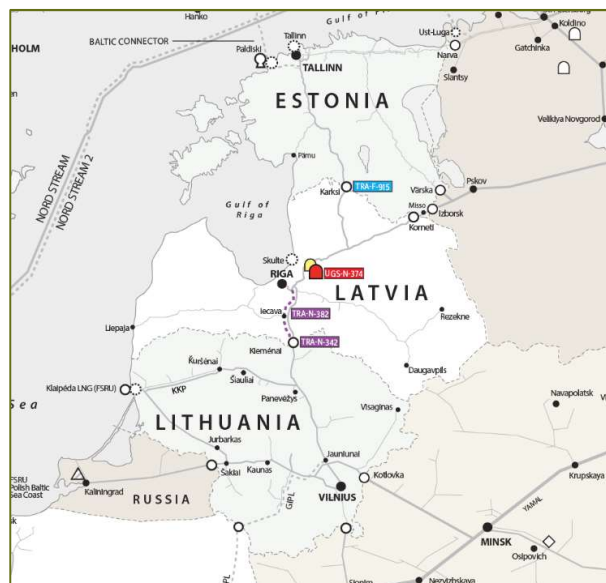 Hanko
Gulf of
HOLM
BALTIC CONNECTOR
Tallinn
Paldiski
TALLINN
Ust-Luga
Koldino
Gatchinka
Narva
Slantsy
ESTONIA
Velikiya Novgorod
NORD STREAM
NORD STREAM 2
Pärnu
Gulf of
Riga
Karksi
TRA-F-915
Värska
Pskov
Misso
Izborsk
Korneti
Skulte
RIGA
UGS-N-374
LATVIA
Iecava
TRA-N-382
Liepaja
Rezekne
Kiemėnai
TRA-N-342
Daugavpils
Kuršėnai
Šiauliai
Klaipėda LNG (FSRU)
KKP
Panevėžys
Visaginas
Navapolatsk
Sea
LITHUANIA
Jurbarkas
Jauniunai
Kaunas
Šakiai
Kotlovka
Krupskaya
FSRU
Polish Baltic
Sea Coast
Kaliningrad
RUSSIA
GIPL
VILNIUS
YAMAL
MINSK
Osipovich
Slonim
Nesvizhskaya